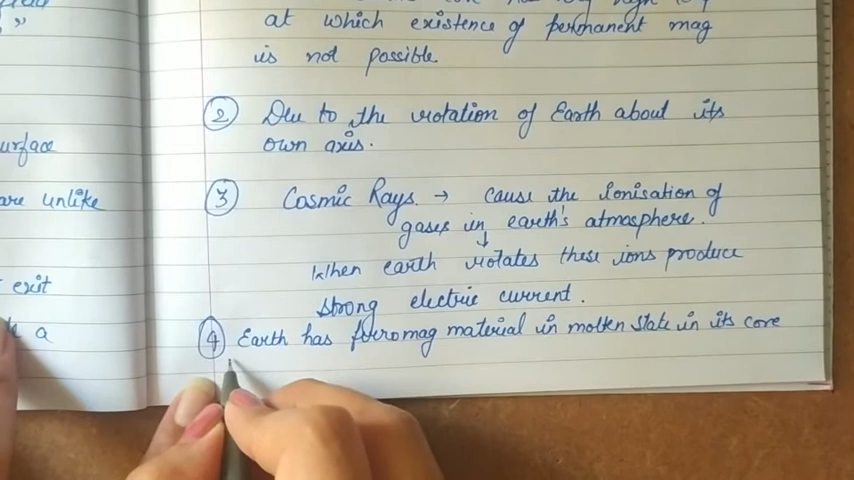 "
urface
are unlike
exit
a
at which existence of permanent mag
is not possible.
② Due to the rotation of Earth about its
own axis.
③ Cosmic Rays → cause the ionisation of
gases in earth's atmosphere.
↓
When earth rotates these ions produce
strong electric current.
④ Earth has ferromag material in molten state in its core